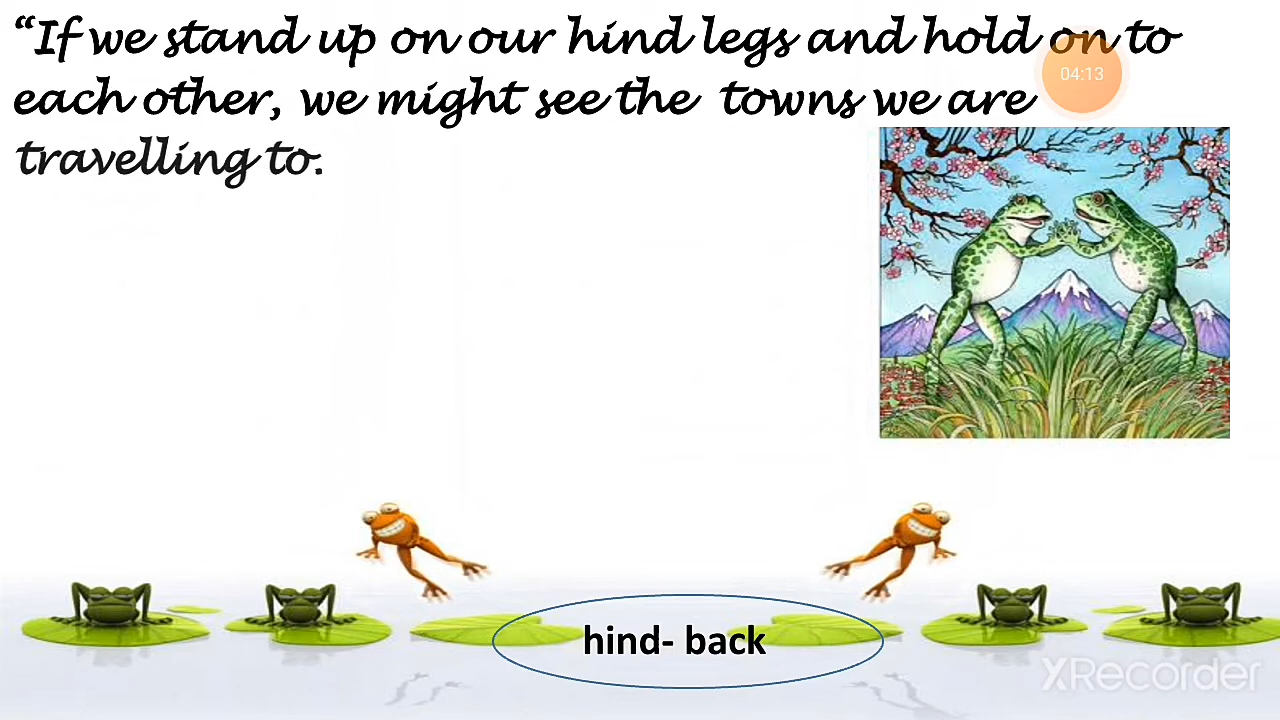 “If we stand up on our hind legs and hold on to
04:13
each other, we might see the towns we are
travelling to.
hind- back
XRecorder